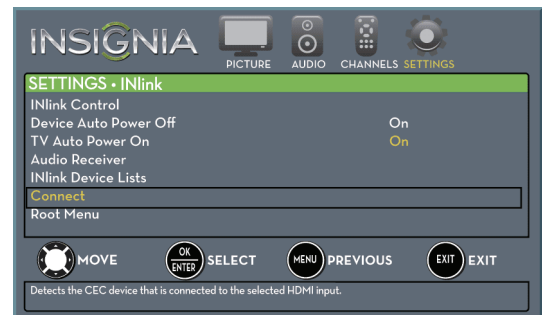 INSIGNIA
PICTURE AUDIO CHANNELS SETTINGS
SETTINGS • INlink
INlink Control
Device Auto Power Off On
TV Auto Power On On
Audio Receiver
INlink Device Lists
Connect
Root Menu
MOVE OK ENTER SELECT MENU PREVIOUS EXIT EXIT
Detects the CEC device that is connected to the selected HDMI input.